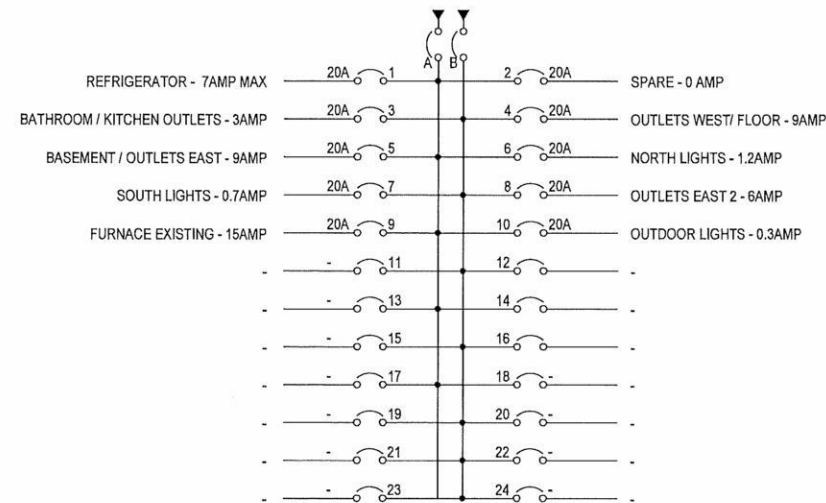 A B
REFRIGERATOR - 7AMP MAX 20A 1 2 20A SPARE - 0 AMP
BATHROOM / KITCHEN OUTLETS - 3AMP 20A 3 4 20A OUTLETS WEST/ FLOOR - 9AMP
BASEMENT / OUTLETS EAST - 9AMP 20A 5 6 20A NORTH LIGHTS - 1.2AMP
SOUTH LIGHTS - 0.7AMP 20A 7 8 20A OUTLETS EAST 2 - 6AMP
FURNACE EXISTING - 15AMP 20A 9 10 20A OUTDOOR LIGHTS - 0.3AMP
- - 11 12 -
- - 13 14 -
- - 15 16 -
- - 17 18 - -
- - 19 20 - -
- - 21 22 - -
- - 23 24 - -